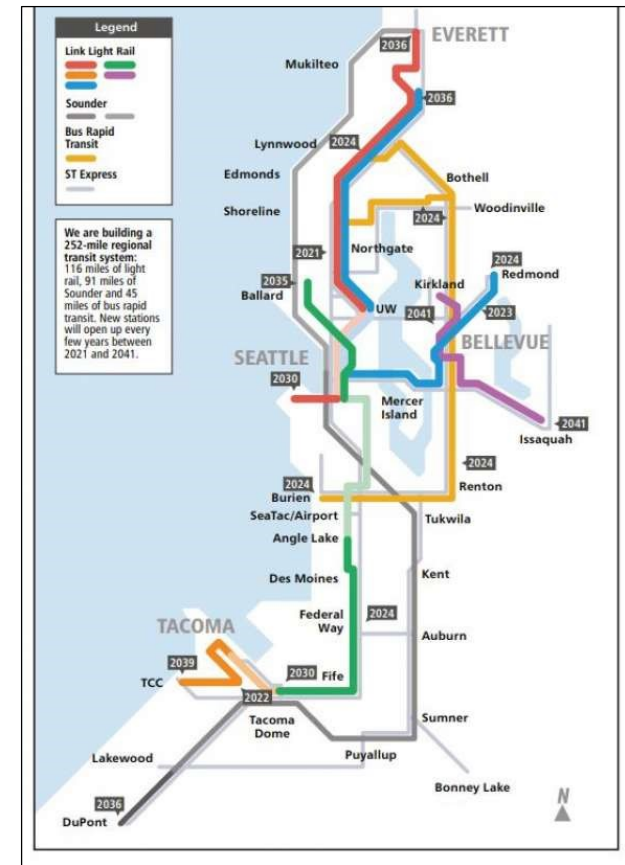 Legend
Link Light Rail
Sounder
Bus Rapid
Transit
ST Express
We are building a
252-mile regional
transit system:
116 miles of light
rail, 91 miles of
Sounder and 45
miles of bus rapid
transit. New stations
will open up every
few years between
2021 and 2041.
EVERETT
2036
Mukilteo
2036
2024
Lynnwood
Edmonds
Bothell
Shoreline
Woodinville
2024
Northgate
2021
2024
2035
Redmond
Ballard
Kirkland
UW
2041
2023
SEATTLE
BELLEVUE
2030
Mercer
Island
2041
Issaquah
2024
2024
Renton
Burien
SeaTac/Airport
Tukwila
Angle Lake
Des Moines
Kent
Federal
Way
2024
TACOMA
Auburn
2039
2030
Fife
TCC
2022
Tacoma
Dome
Sumner
Lakewood
Puyallup
Bonney Lake
2036
DuPont
N